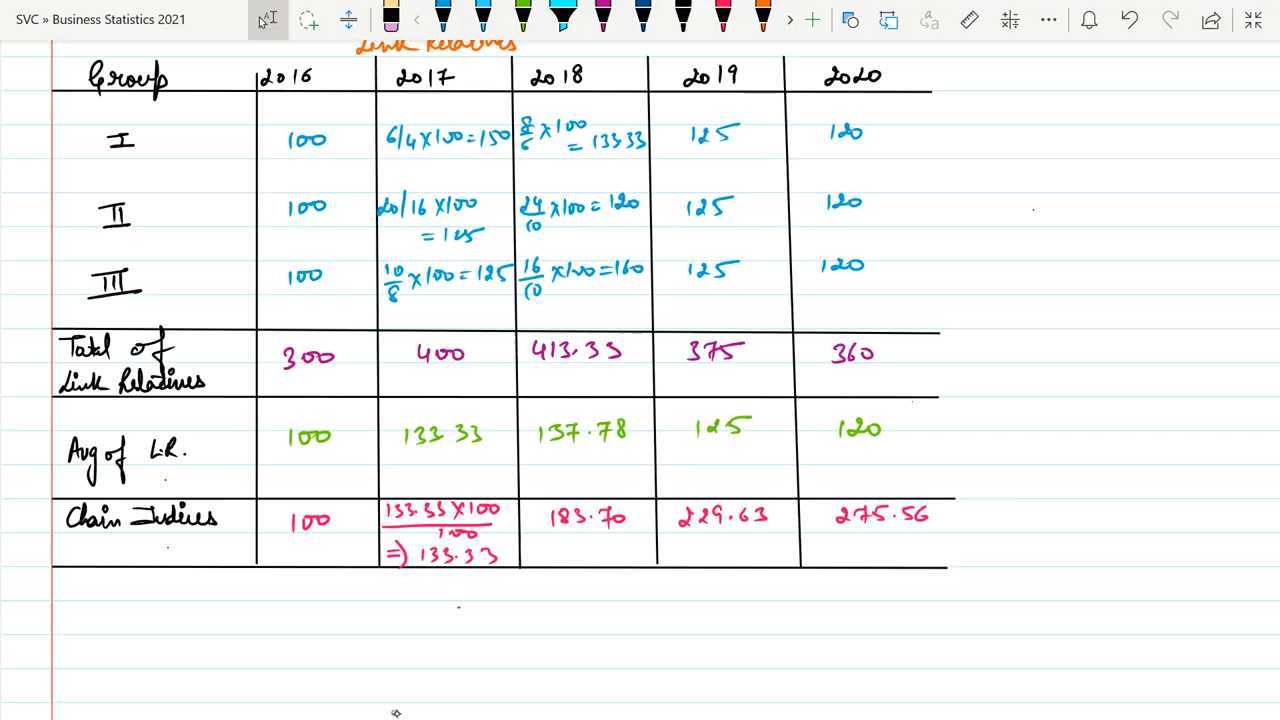 SVC » Business Statistics 2021
Link Relatives
Group 2016 2017 2018 2019 2020
I 100 6/4 × 100 = 150 8/6 × 100 = 133.33 125 120
II 100 20/16 × 100 = 125 24/10 × 100 = 120 125 120
III 100 10/8 × 100 = 125 16/10 × 100 = 160 125 120
Total of 300 400 413.33 375 360
Link Relatives
Avg of L.R. 100 133.33 137.78 125 120
Chain Indices 100 133.33 × 100 / 100 183.70 229.63 275.56
⇒ 133.33